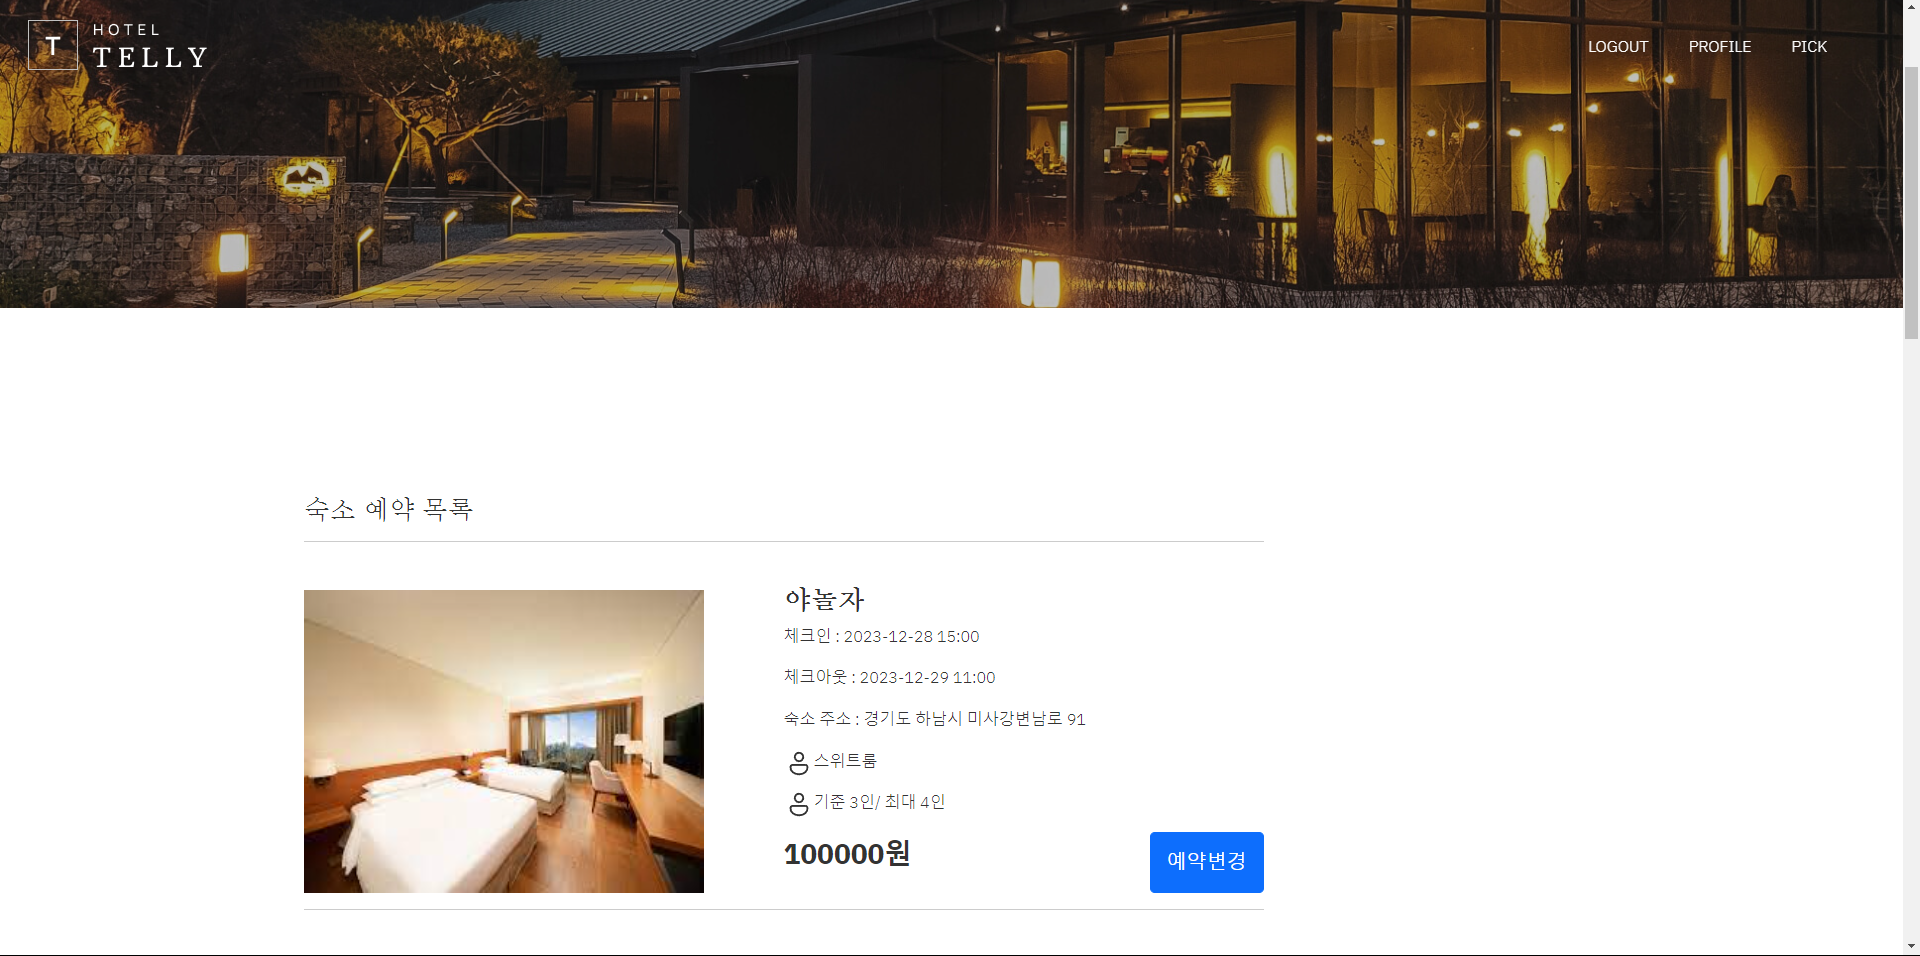 T
HOTEL
TELLY
LOGOUT
PROFILE
PICK
숙소 예약 목록
야놀자
체크인 : 2023-12-28 15:00
체크아웃 : 2023-12-29 11:00
숙소 주소 : 경기도 하남시 미사강변남로 91
스위트룸
기준 3인/ 최대 4인
100000원
예약변경